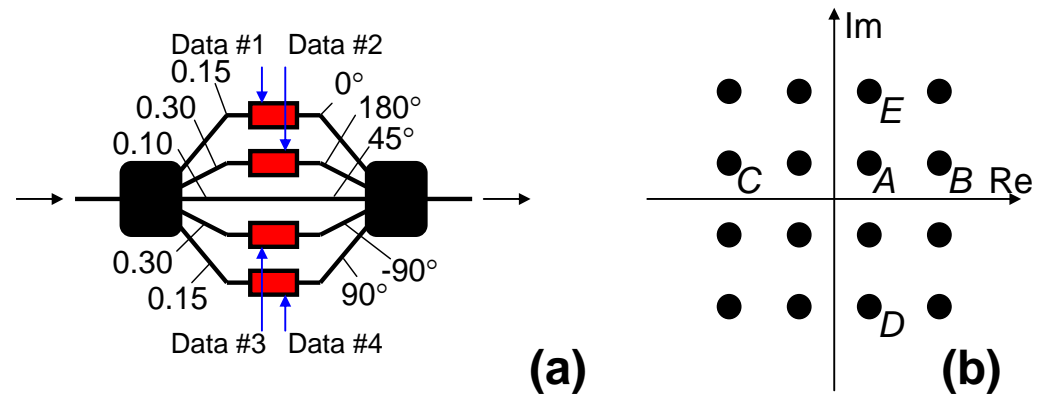 Data #1 Data #2
0.15
0°
0.30
180°
0.10
45°
0.30
-90°
0.15
90°
Data #3 Data #4
(a)
Im
E
C
A
B
Re
D
(b)